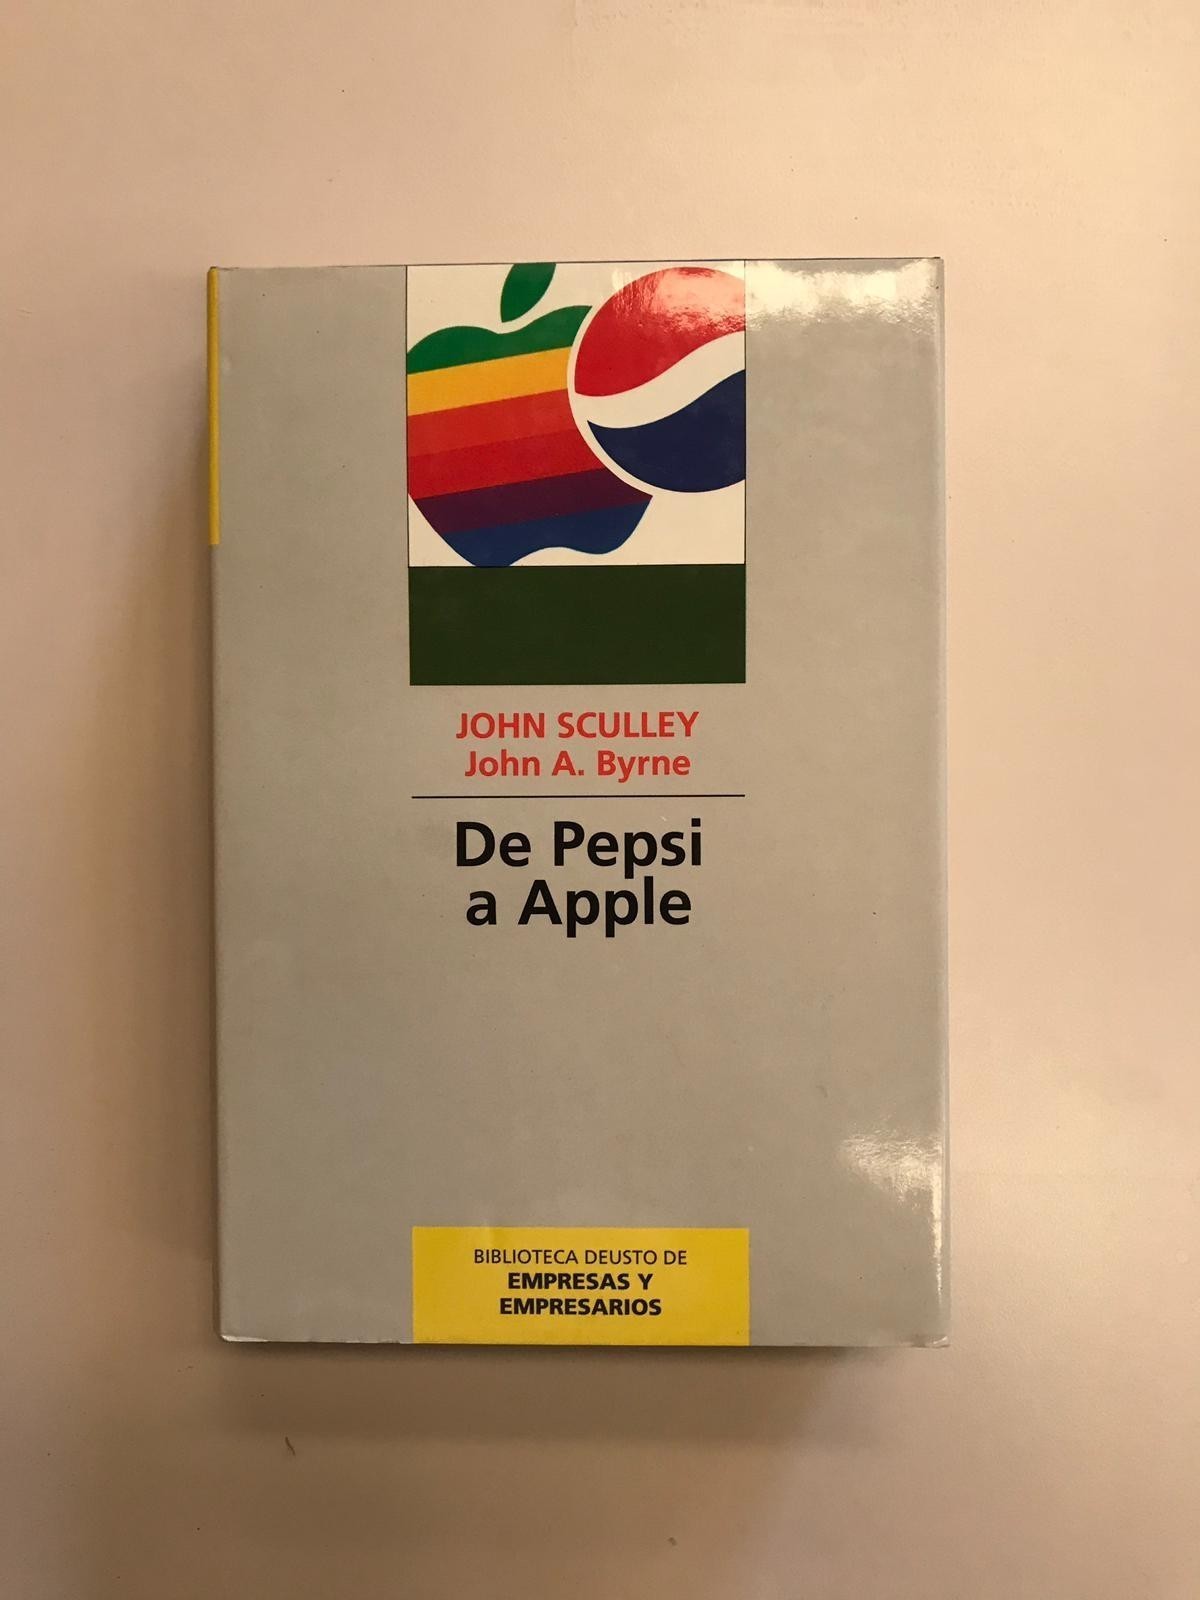 JOHN SCULLEY
John A. Byrne
De Pepsi
a Apple
BIBLIOTECA DEUSTO DE
EMPRESAS Y
EMPRESARIOS